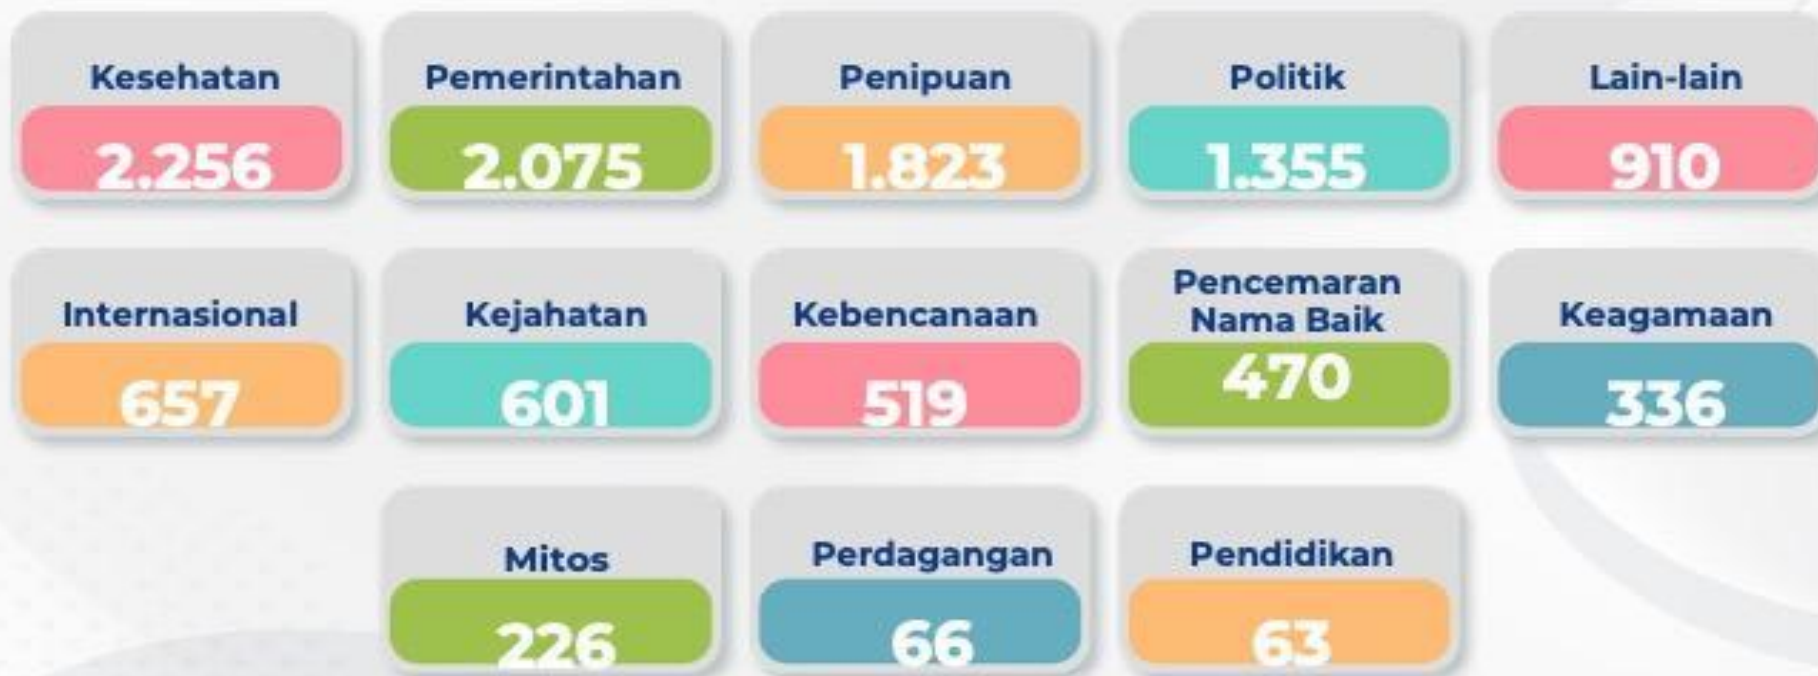 Kesehatan
2.256
Pemerintahan
2.075
Penipuan
1.823
Politik
1.355
Lain-lain
910
Internasional
657
Kejahatan
601
Kebencanaan
519
Pencemaran
Nama Baik
470
Keagamaan
336
Mitos
226
Perdagangan
66
Pendidikan
63